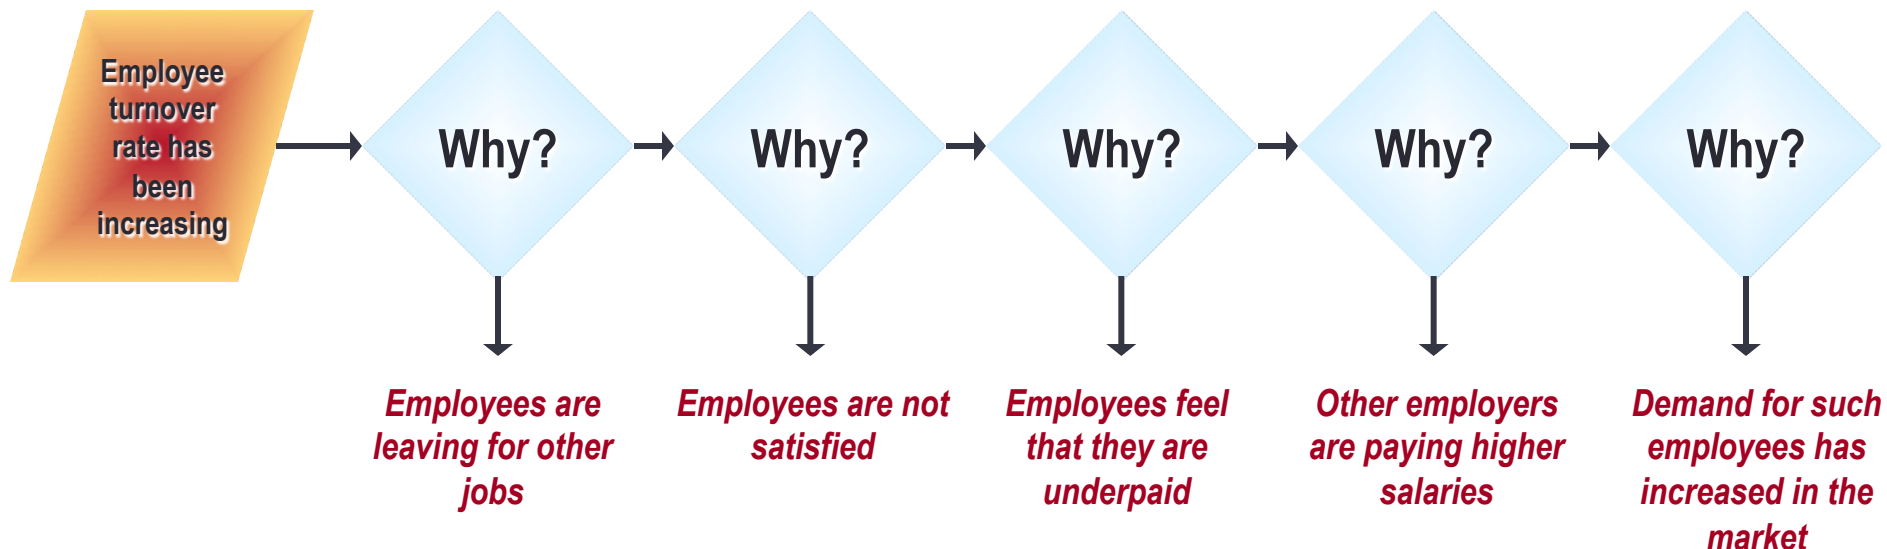 Employee
turnover
rate has
been
increasing
Why?
Why?
Why?
Why?
Why?
Employees are
leaving for other
jobs
Employees are not
satisfied
Employees feel
that they are
underpaid
Other employers
are paying higher
salaries
Demand for such
employees has
increased in the
market